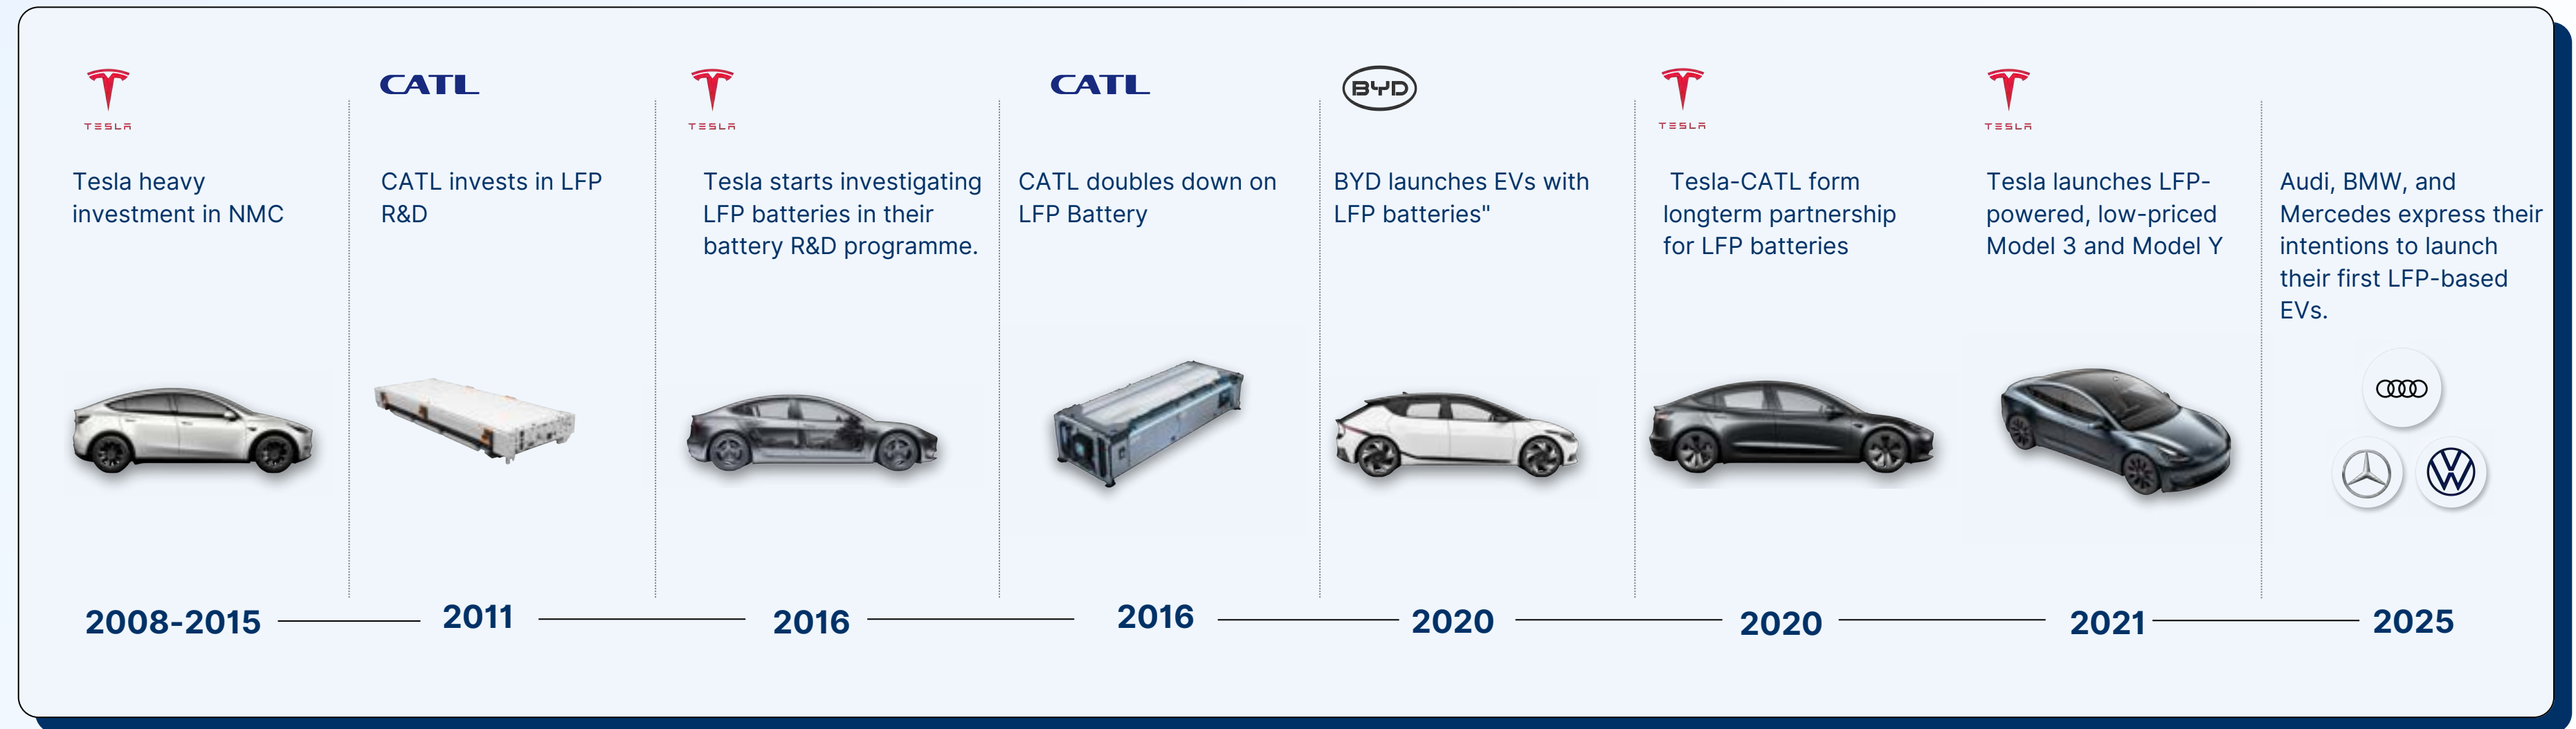 TESLA
Tesla heavy
investment in NMC
2008-2015
CATL
CATL invests in LFP
R&D
2011
TESLA
Tesla starts investigating
LFP batteries in their
battery R&D programme.
2016
CATL
CATL doubles down on
LFP Battery
2016
BYD
BYD launches EVs with
LFP batteries"
2020
TESLA
Tesla-CATL form
longterm partnership
for LFP batteries
2020
TESLA
Tesla launches LFP-
powered, low-priced
Model 3 and Model Y
2021
Audi, BMW, and
Mercedes express their
intentions to launch
their first LFP-based
EVs.
2025